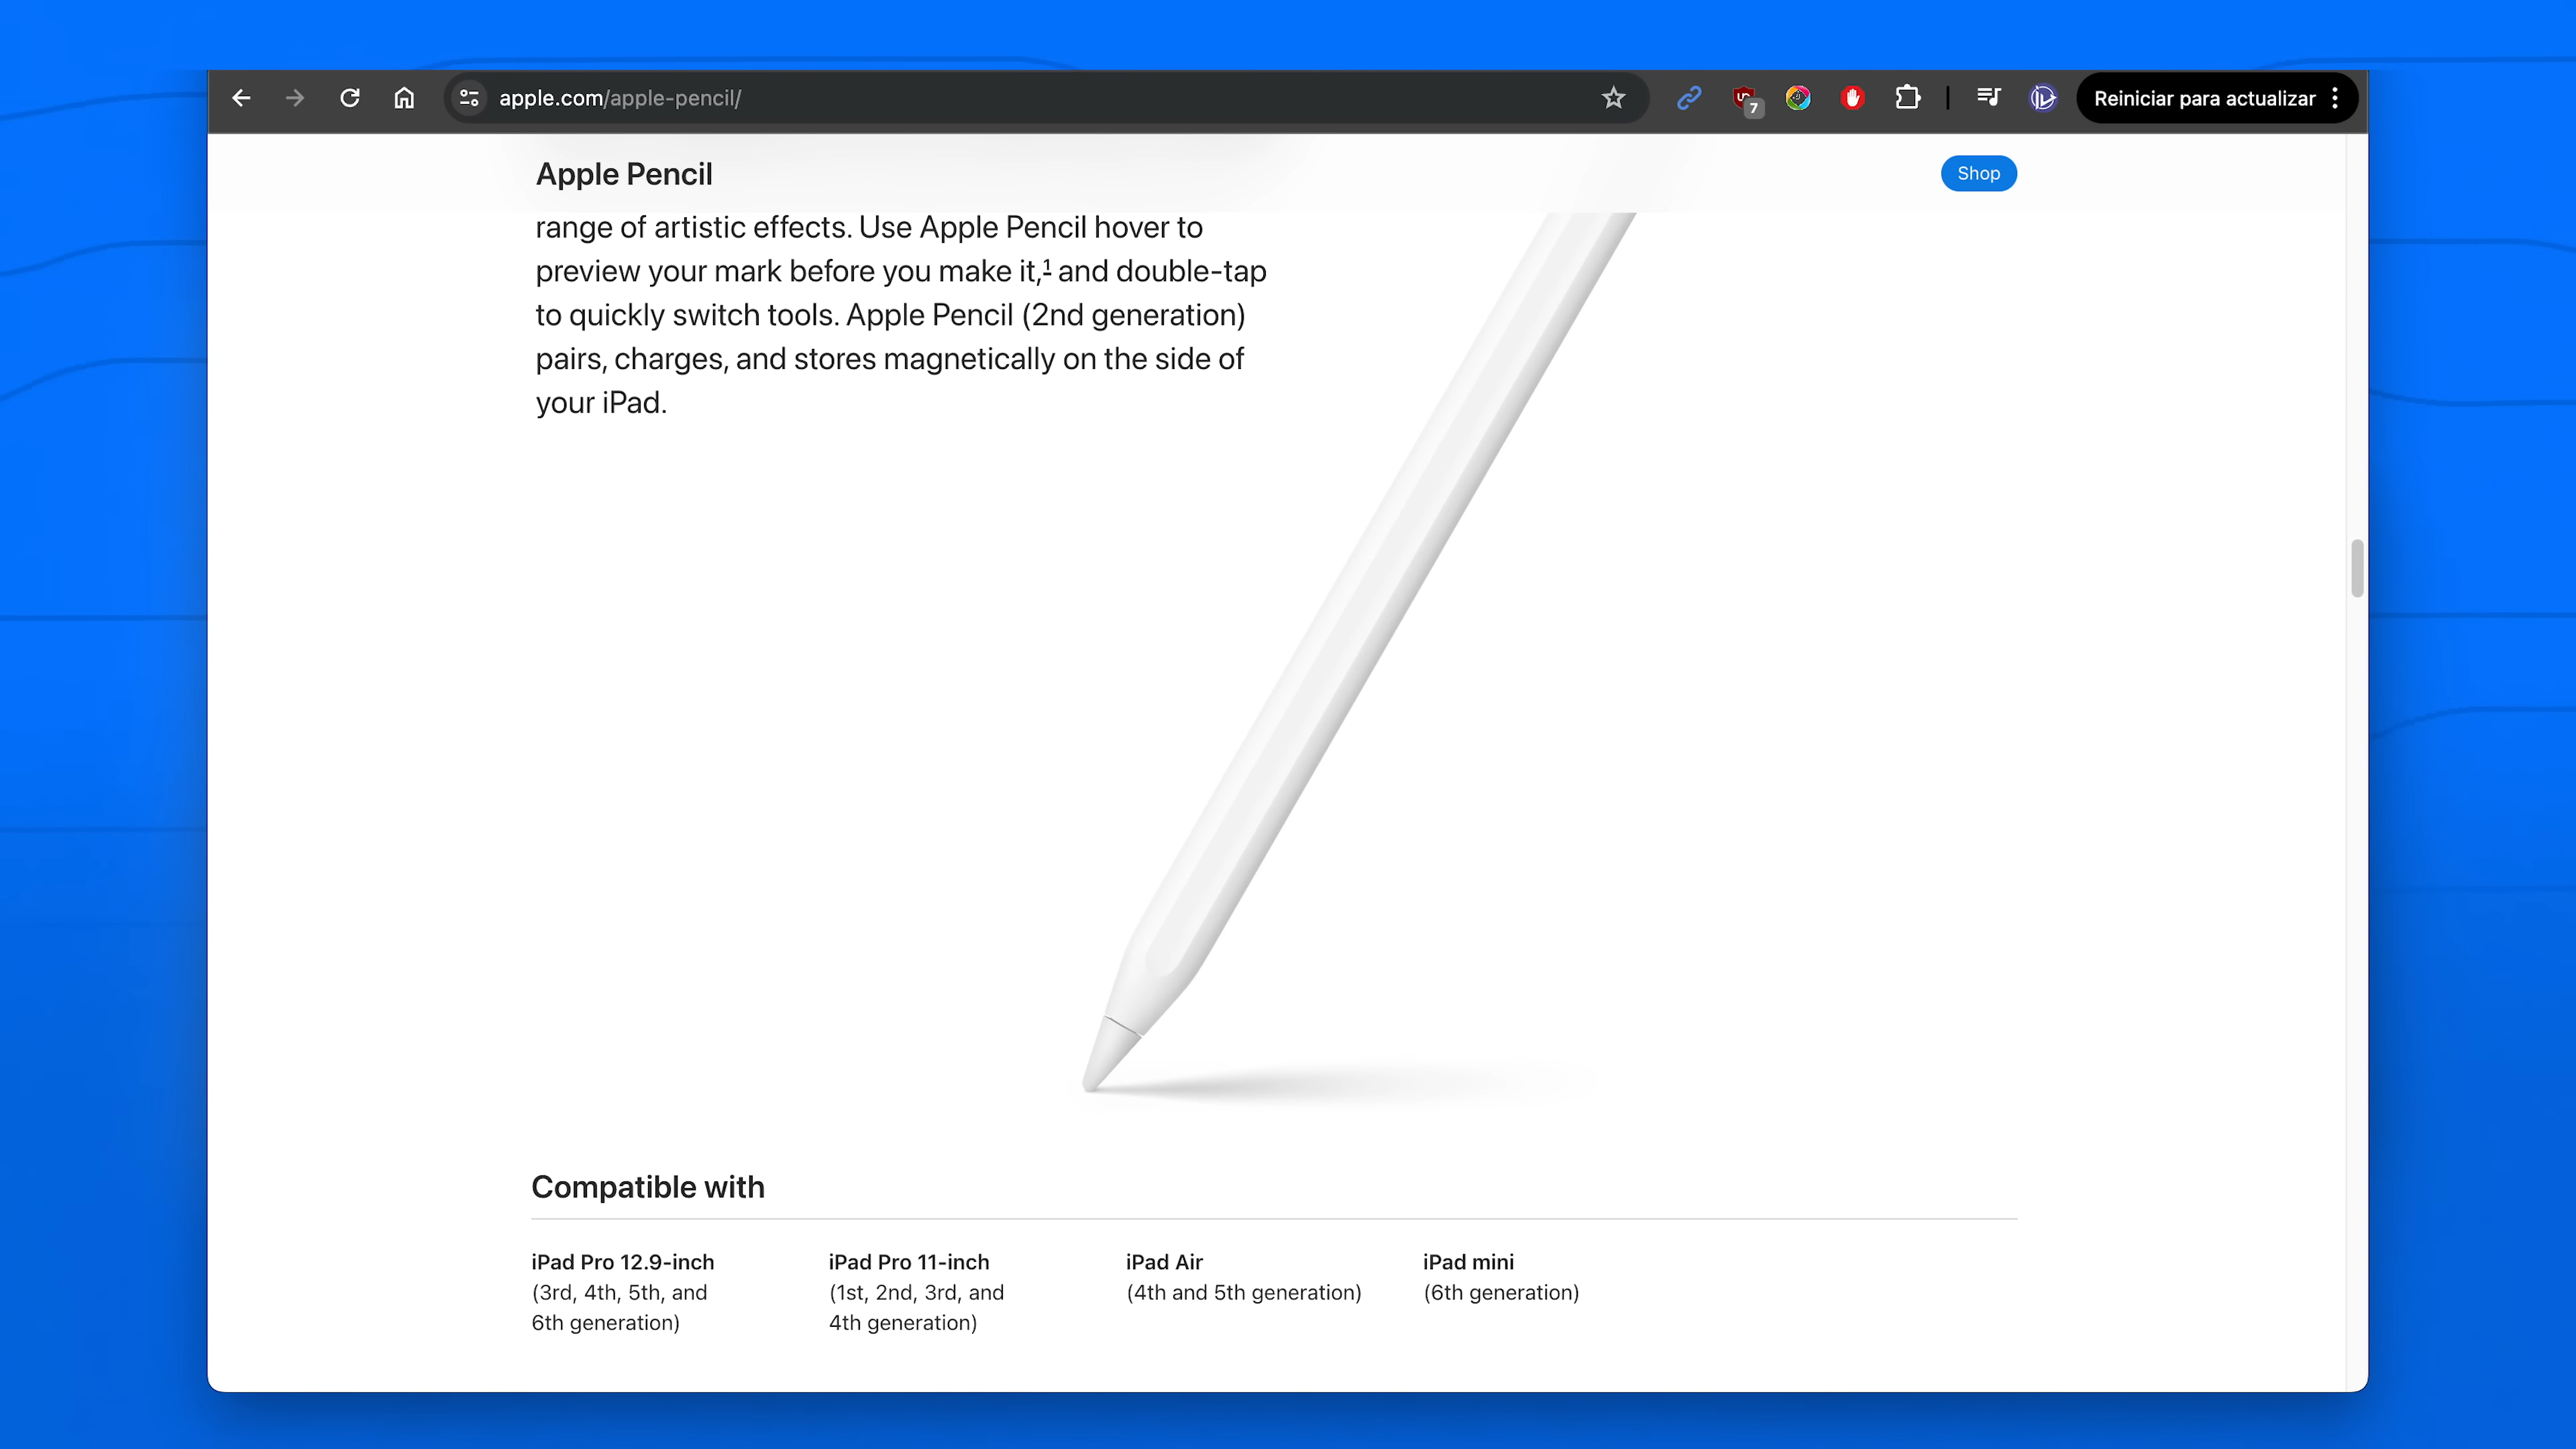 apple.com/apple-pencil/
7
Reiniciar para actualizar
Apple Pencil
Shop
range of artistic effects. Use Apple Pencil hover to
preview your mark before you make it,1 and double-tap
to quickly switch tools. Apple Pencil (2nd generation)
pairs, charges, and stores magnetically on the side of
your iPad.
Compatible with
iPad Pro 12.9-inch
(3rd, 4th, 5th, and
6th generation)
iPad Pro 11-inch
(1st, 2nd, 3rd, and
4th generation)
iPad Air
(4th and 5th generation)
iPad mini
(6th generation)